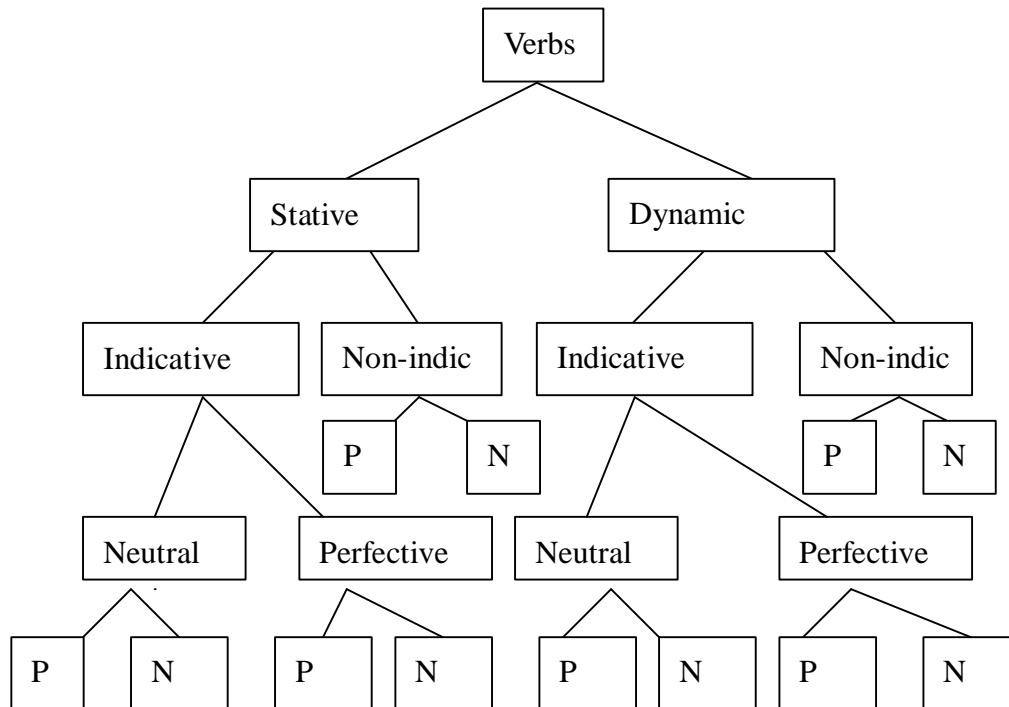 Verbs
Stative
Dynamic
Indicative
Non-indic
Indicative
Non-indic
P
N
P
N
Neutral
Perfective
Neutral
Perfective
P
N
P
N
P
N
P
N